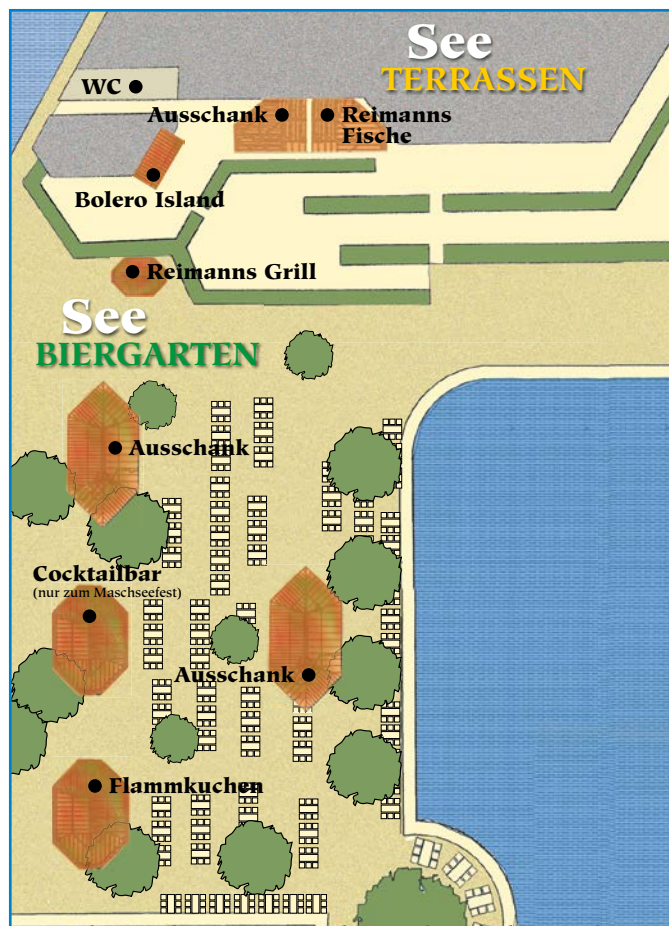 See
TERRASSEN
WC
Ausschank
Reimanns
Fische
Bolero Island
Reimanns Grill
See
BIERGARTEN
Ausschank
Cocktailbar
(nur zum Maschseefest)
Ausschank
Flammkuchen